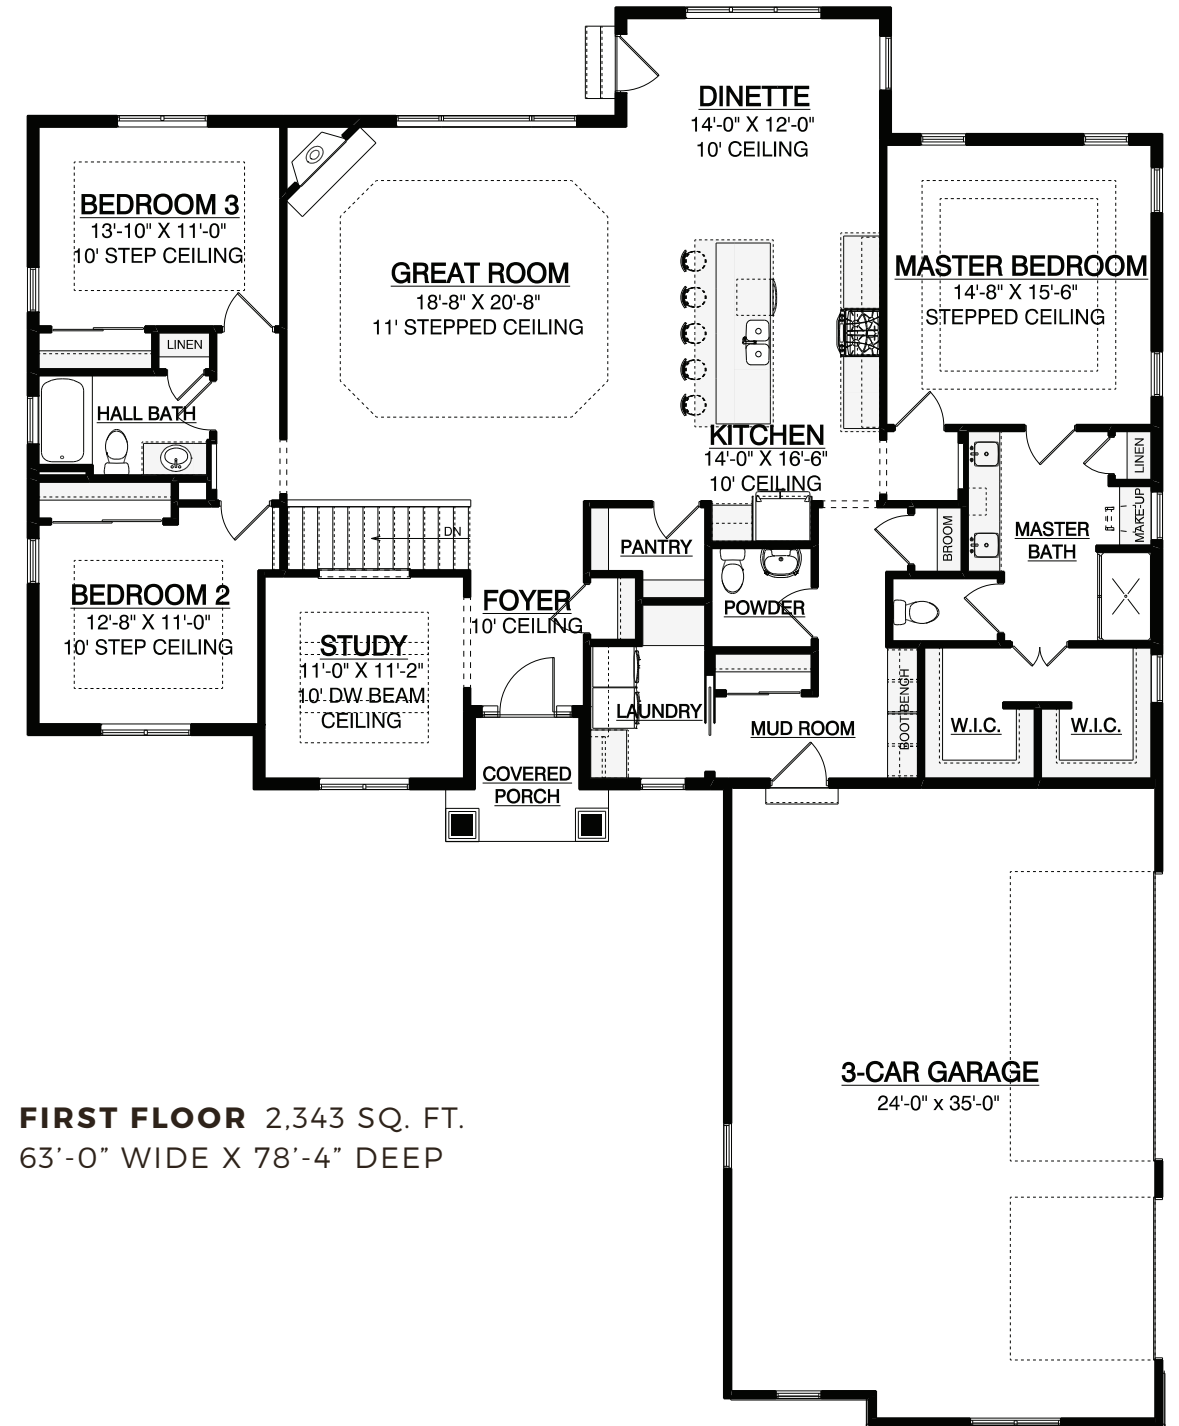 DINETTE
14'-0" X 12'-0"
10' CEILING
BEDROOM 3
13'-10" X 11'-0"
10' STEP CEILING
GREAT ROOM
18'-8" X 20'-8"
11' STEPPED CEILING
MASTER BEDROOM
14'-8" X 15'-6"
STEPPED CEILING
LINEN
HALL BATH
KITCHEN
14'-0" X 16'-6"
10' CEILING
LINEN
MAKE-UP
MASTER
BATH
BROOM
DN
PANTRY
BEDROOM 2
12'-8" X 11'-0"
10' STEP CEILING
FOYER
10' CEILING
POWDER
STUDY
11'-0" X 11'-2"
10' DW BEAM
CEILING
LAUNDRY
MUD ROOM
BOOT BENCH
W.I.C.
W.I.C.
COVERED
PORCH
3-CAR GARAGE
24'-0" x 35'-0"
FIRST FLOOR 2,343 SQ. FT.
63’-0” WIDE X 78’-4” DEEP